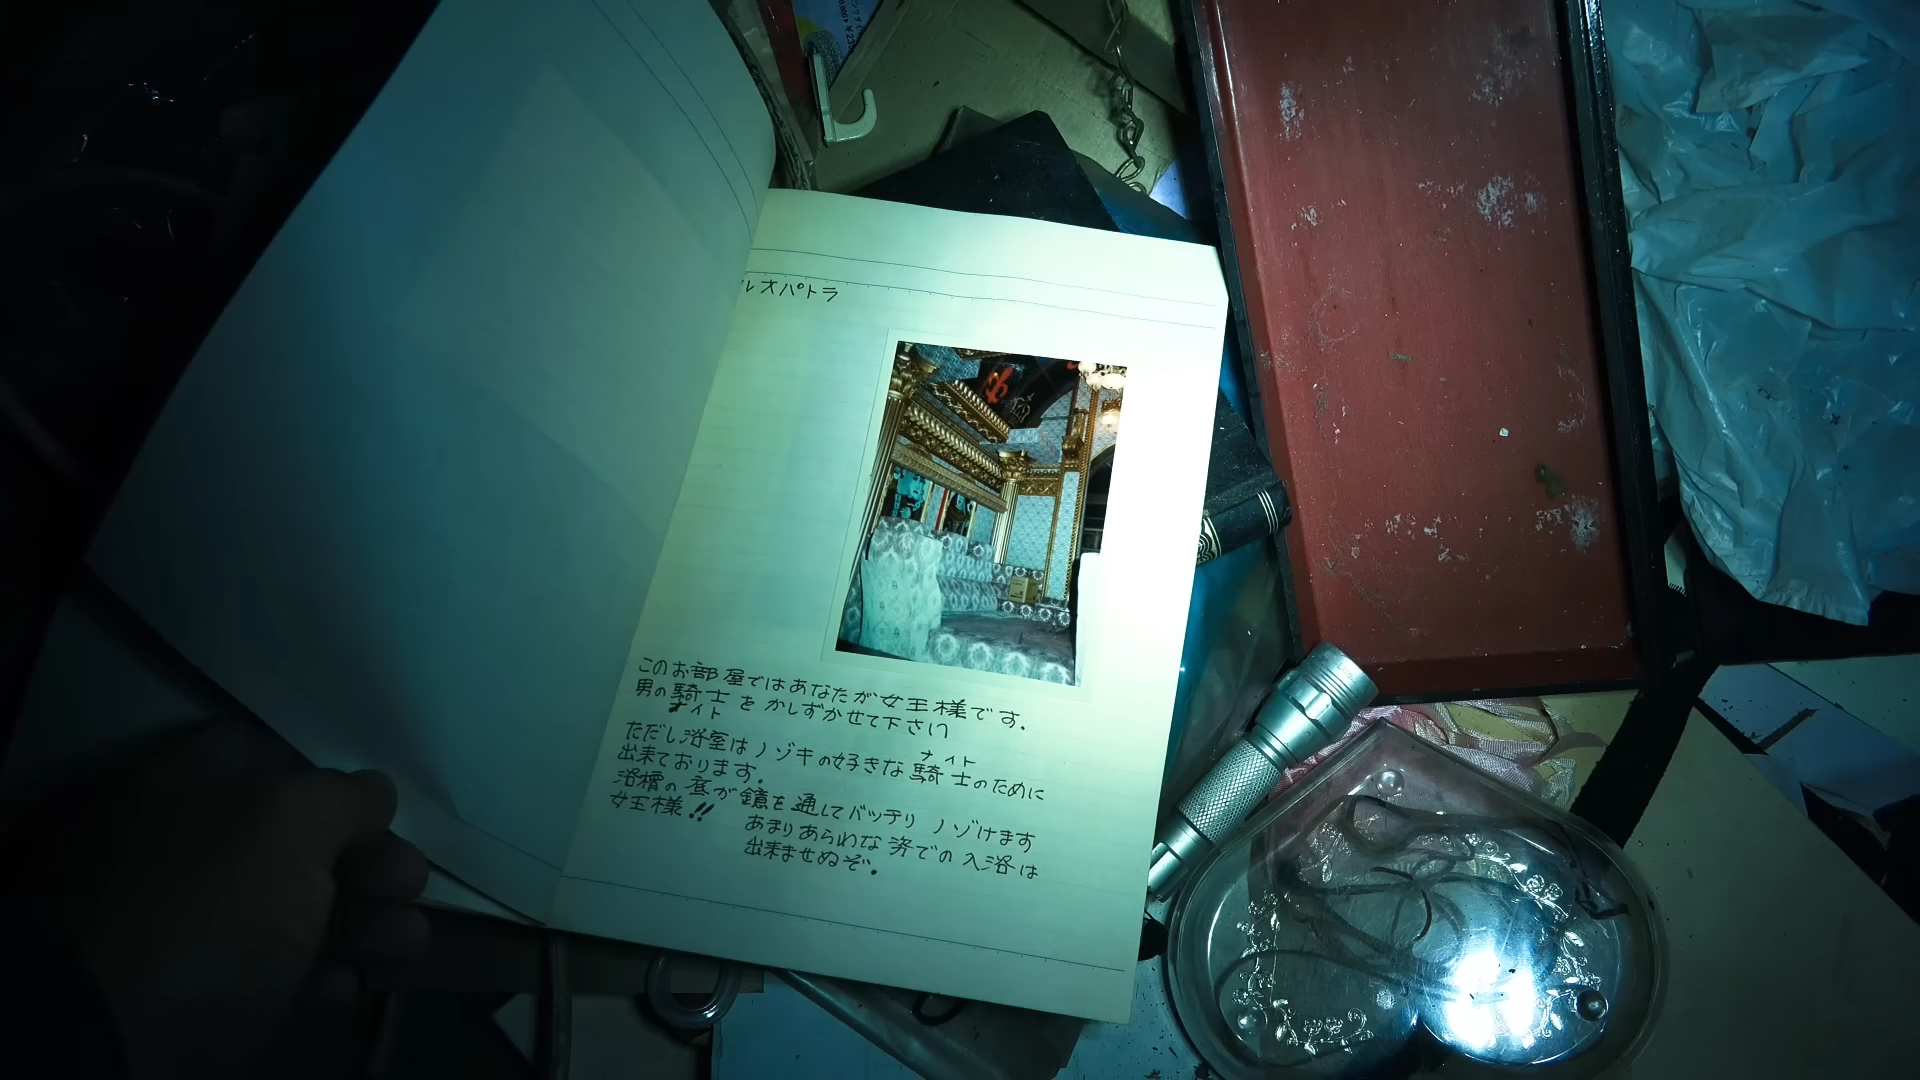 レオパトラ
このお部屋ではあなたが女王様です.
男の騎士を かしずかせて下さい
ナイト
ナイト
ただし浴室はノゾキの好きな騎士のために
出来ております.
浴槽の底が鏡を通してバッチリ ノゾけます
女王様!!
あまりあらわな姿での入浴は
出来ませぬぞ.